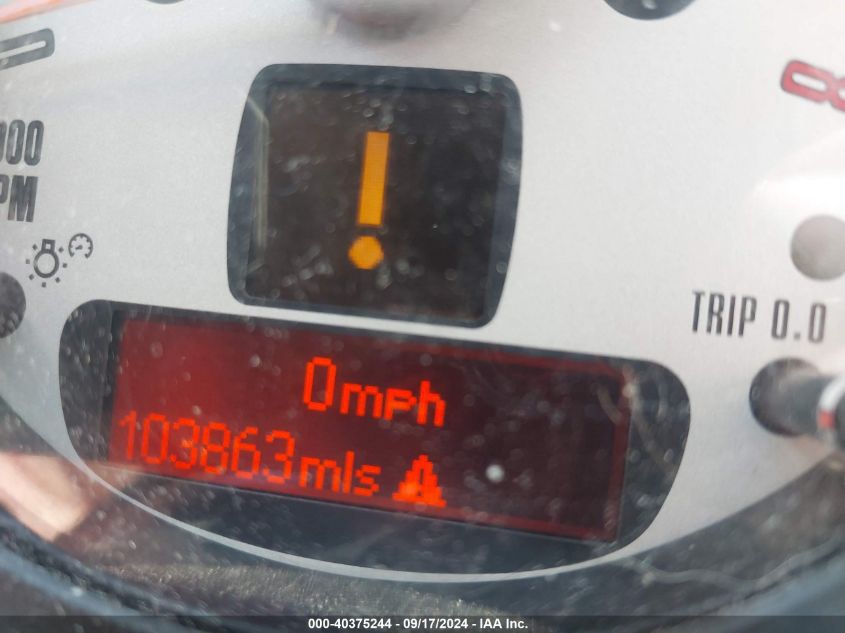 000
PM
TRIP 0.0
0mph
103863mls
000-40375244 - 09/17/2024 - IAA Inc.